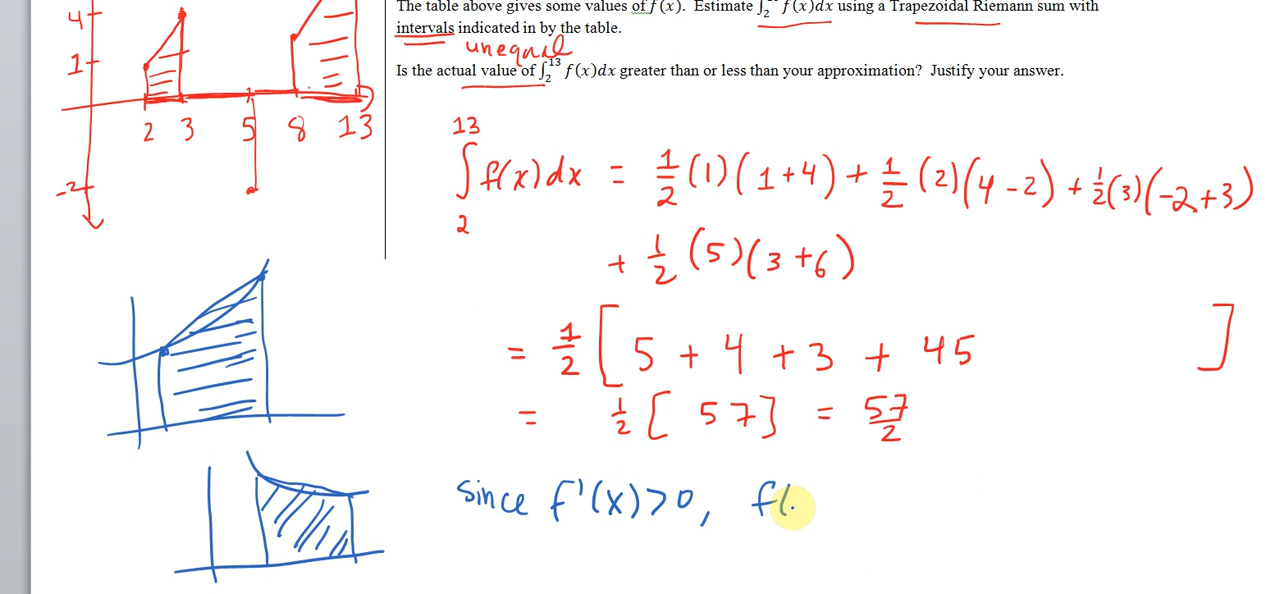 The table above gives some values of f(x). Estimate ∫₂ f(x)dx using a Trapezoidal Riemann sum with
intervals indicated in by the table.
unequal
Is the actual value of ∫₂¹³ f(x)dx greater than or less than your approximation? Justify your answer.
4
1
-2
2 3 5 8 13
∫₂¹³ f(x)dx = 1/2 (1)(1+4) + 1/2 (2)(4-2) + 1/2(3)(-2+3)
+ 1/2 (5)(3+6)
= 1/2 [ 5 + 4 + 3 + 45 ]
= 1/2 [ 57 ] = 57/2
Since f'(x)>0, f(